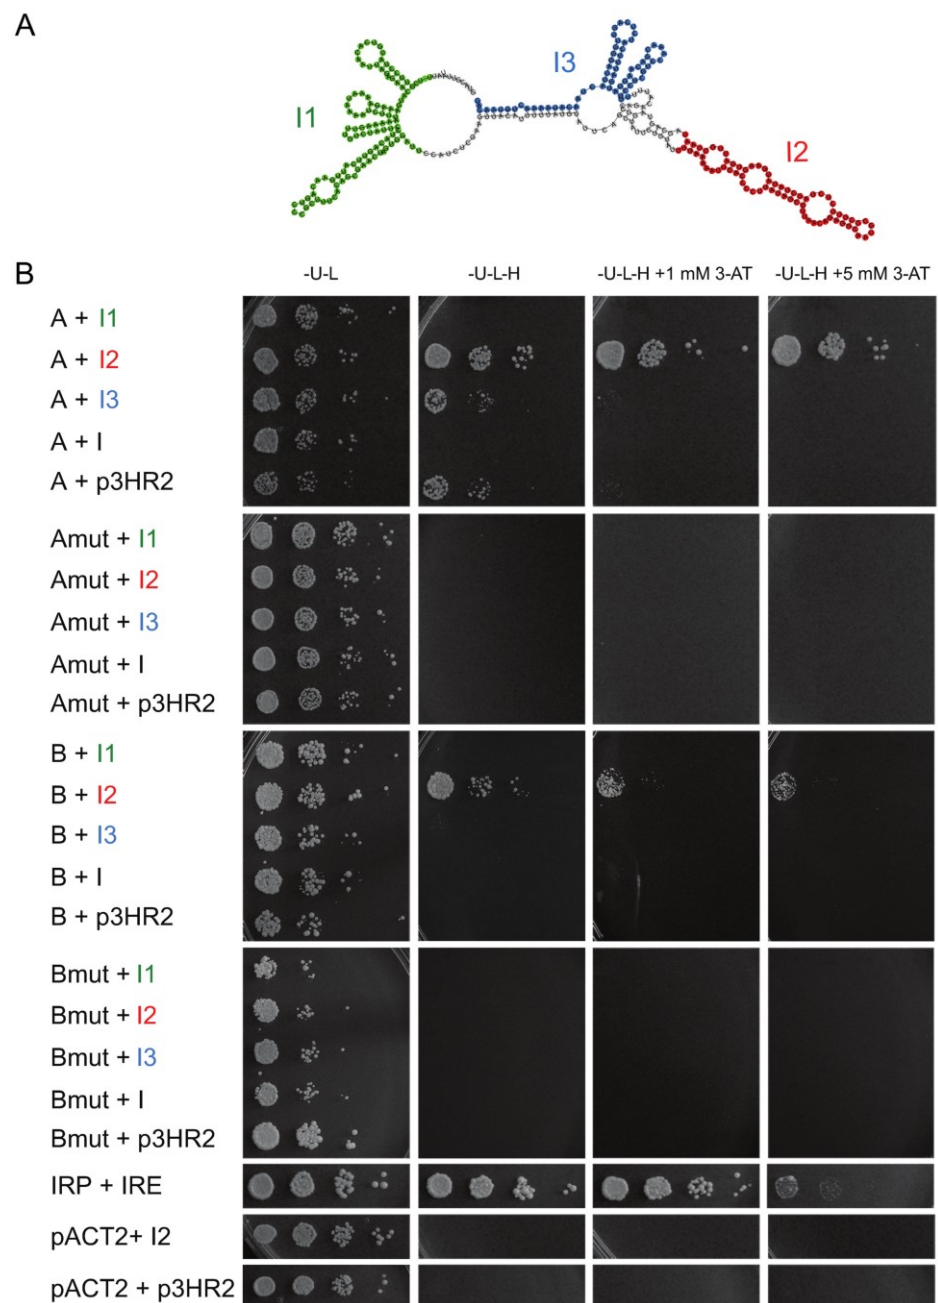 A
I1
I3
I2
B
-U-L -U-L-H -U-L-H +1 mM 3-AT -U-L-H +5 mM 3-AT
A + I1
A + I2
A + I3
A + I
A + p3HR2
Amut + I1
Amut + I2
Amut + I3
Amut + I
Amut + p3HR2
B + I1
B + I2
B + I3
B + I
B + p3HR2
Bmut + I1
Bmut + I2
Bmut + I3
Bmut + I
Bmut + p3HR2
IRP + IRE
pACT2+ I2
pACT2 + p3HR2